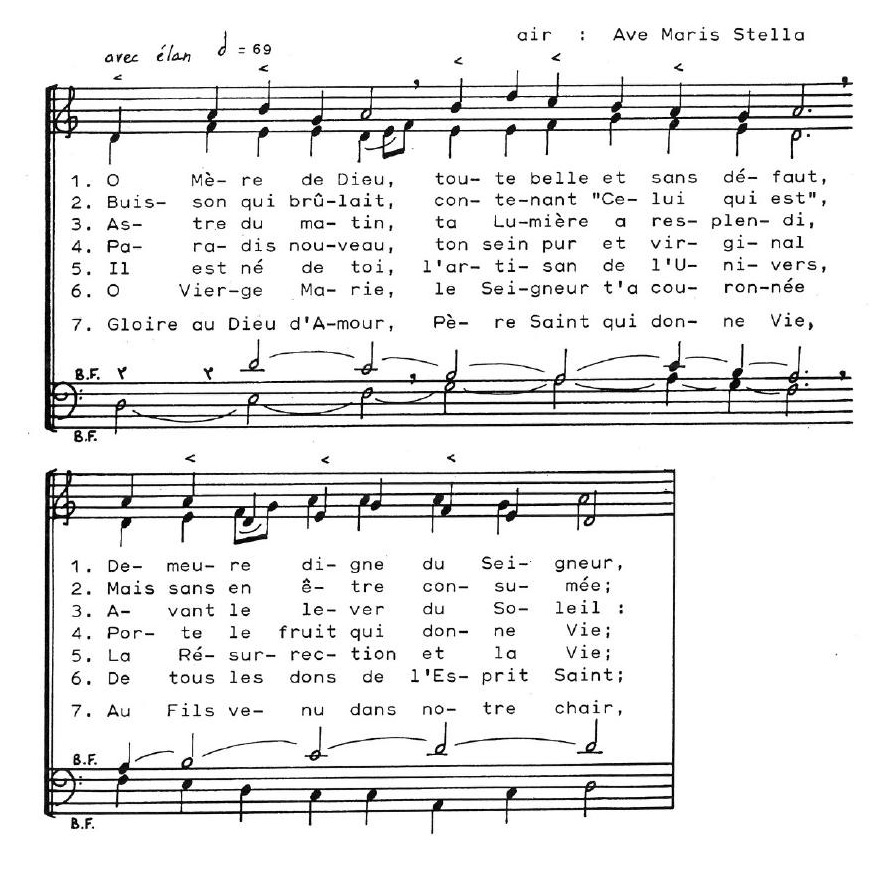 air : Ave Maris Stella
avec élan = 69
1. O Mè- re de Dieu, tou- te belle et sans dé- faut,
2. Buis- son qui brû-lait, con- te-nant "Ce- lui qui est",
3. As- tre du ma- tin, ta Lu-mière a res- plen- di,
4. Pa- ra- dis nou-veau, ton sein pur et vir- gi- nal
5. Il est né de toi, l'ar- ti- san de l'U- ni- vers,
6. O Vier-ge Ma- rie, le Sei-gneur t'a cou- ron-née
7. Gloire au Dieu d'A-mour, Pè- re Saint qui don- ne Vie,
B.F.
B.F.
1. De- meu- re di- gne du Sei- gneur,
2. Mais sans en ê- tre con- su- mée;
3. A- vant le le- ver du So- leil :
4. Por- te le fruit qui don- ne Vie;
5. La Ré- sur- rec- tion et la Vie;
6. De tous les dons de l'Es- prit Saint;
7. Au Fils ve- nu dans no- tre chair,
B.F.
B.F.